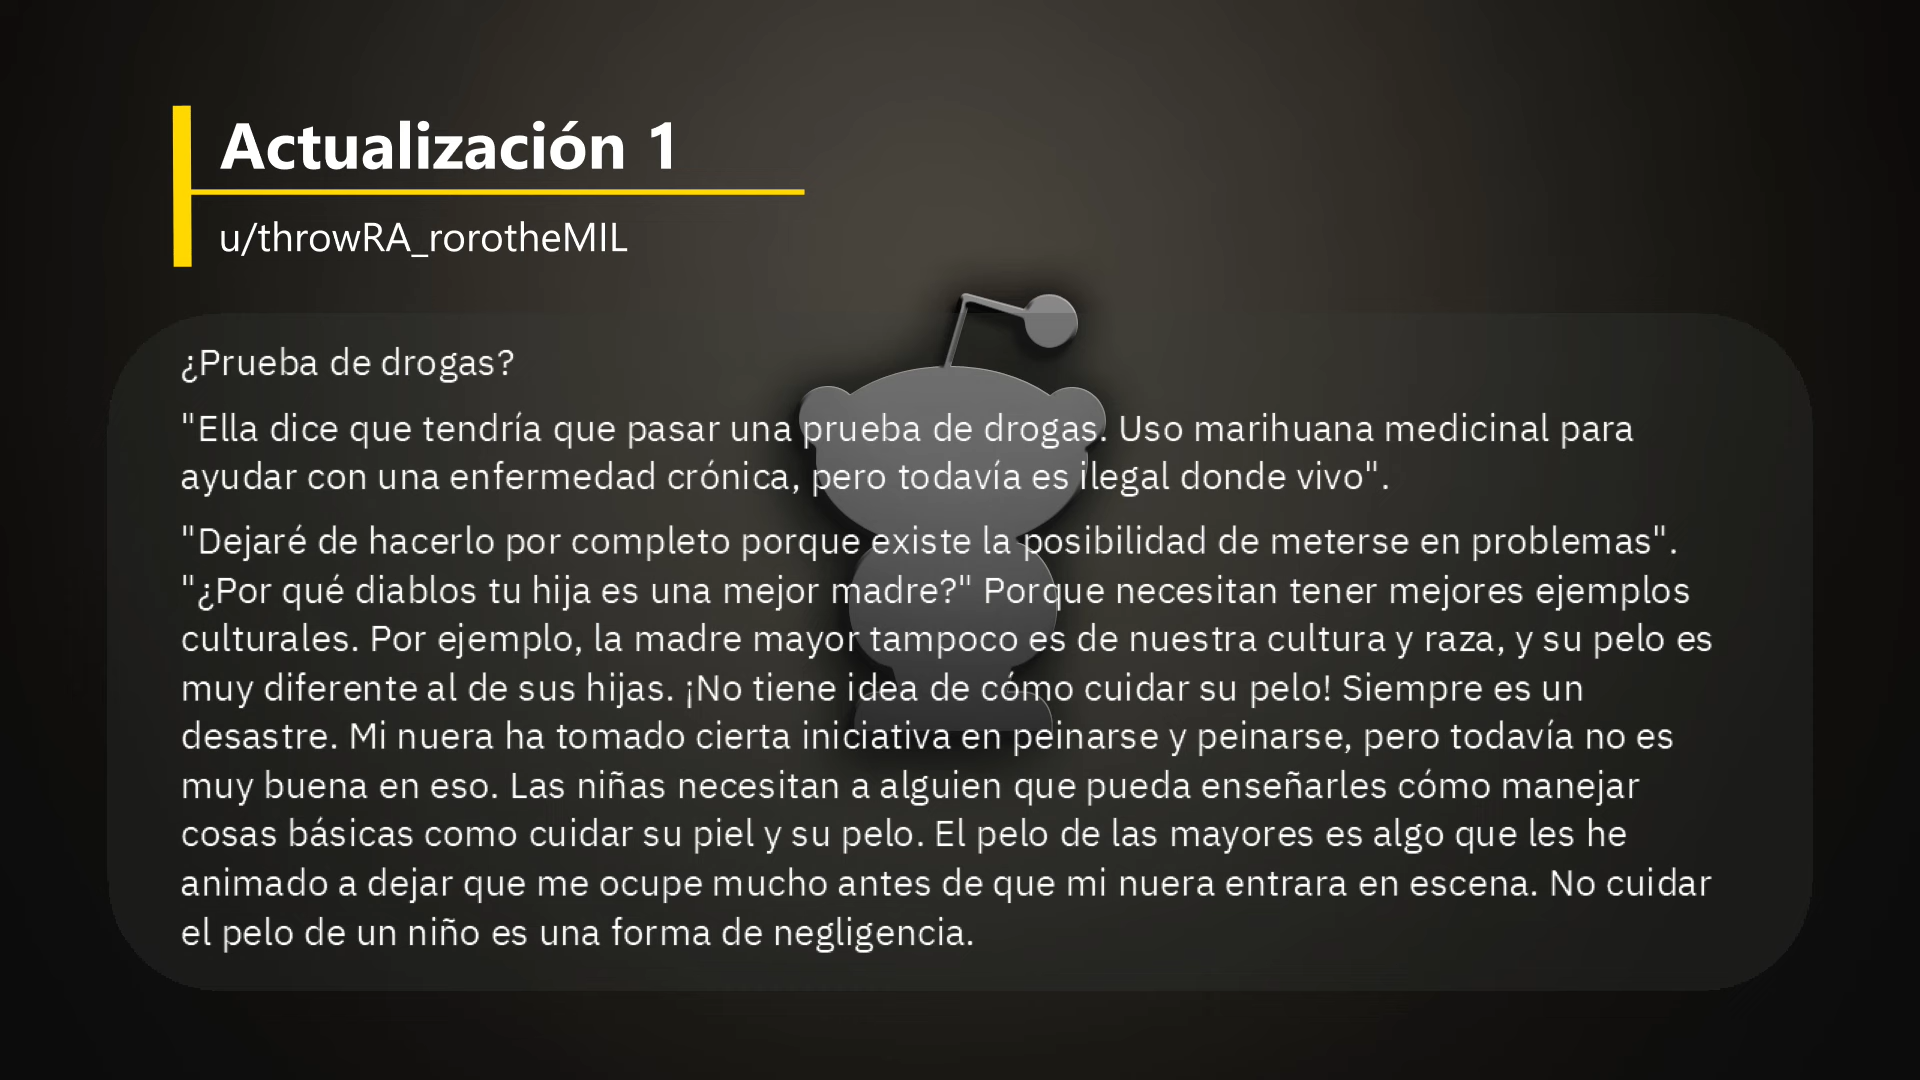 Actualización 1
u/throwRA_rorotheMIL
¿Prueba de drogas?
"Ella dice que tendría que pasar una prueba de drogas. Uso marihuana medicinal para
ayudar con una enfermedad crónica, pero todavía es ilegal donde vivo".
"Dejaré de hacerlo por completo porque existe la posibilidad de meterse en problemas".
"¿Por qué diablos tu hija es una mejor madre?" Porque necesitan tener mejores ejemplos
culturales. Por ejemplo, la madre mayor tampoco es de nuestra cultura y raza, y su pelo es
muy diferente al de sus hijas. ¡No tiene idea de cómo cuidar su pelo! Siempre es un
desastre. Mi nuera ha tomado cierta iniciativa en peinarse y peinarse, pero todavía no es
muy buena en eso. Las niñas necesitan a alguien que pueda enseñarles cómo manejar
cosas básicas como cuidar su piel y su pelo. El pelo de las mayores es algo que les he
animado a dejar que me ocupe mucho antes de que mi nuera entrara en escena. No cuidar
el pelo de un niño es una forma de negligencia.